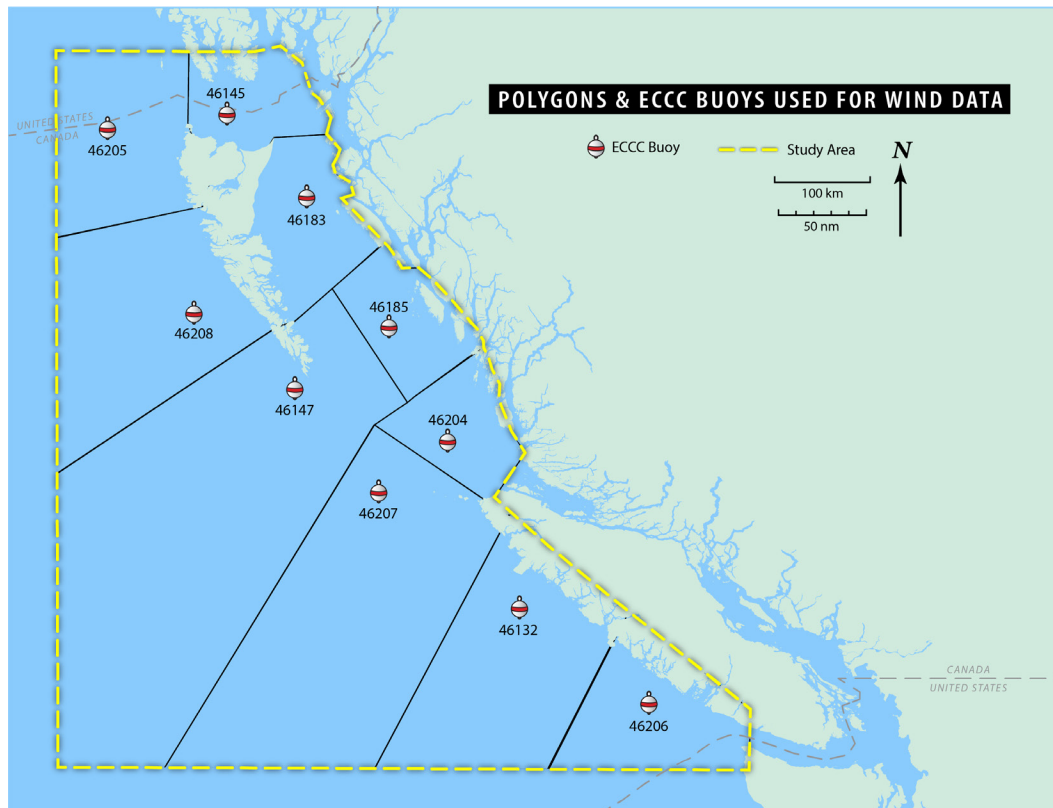 POLYGONS & ECCC BUOYS USED FOR WIND DATA
ECCC Buoy
Study Area
N
100 km
50 nm
46145
UNITED STATES
CANADA
46205
46183
46208
46185
46147
46204
46207
46132
CANADA
UNITED STATES
46206